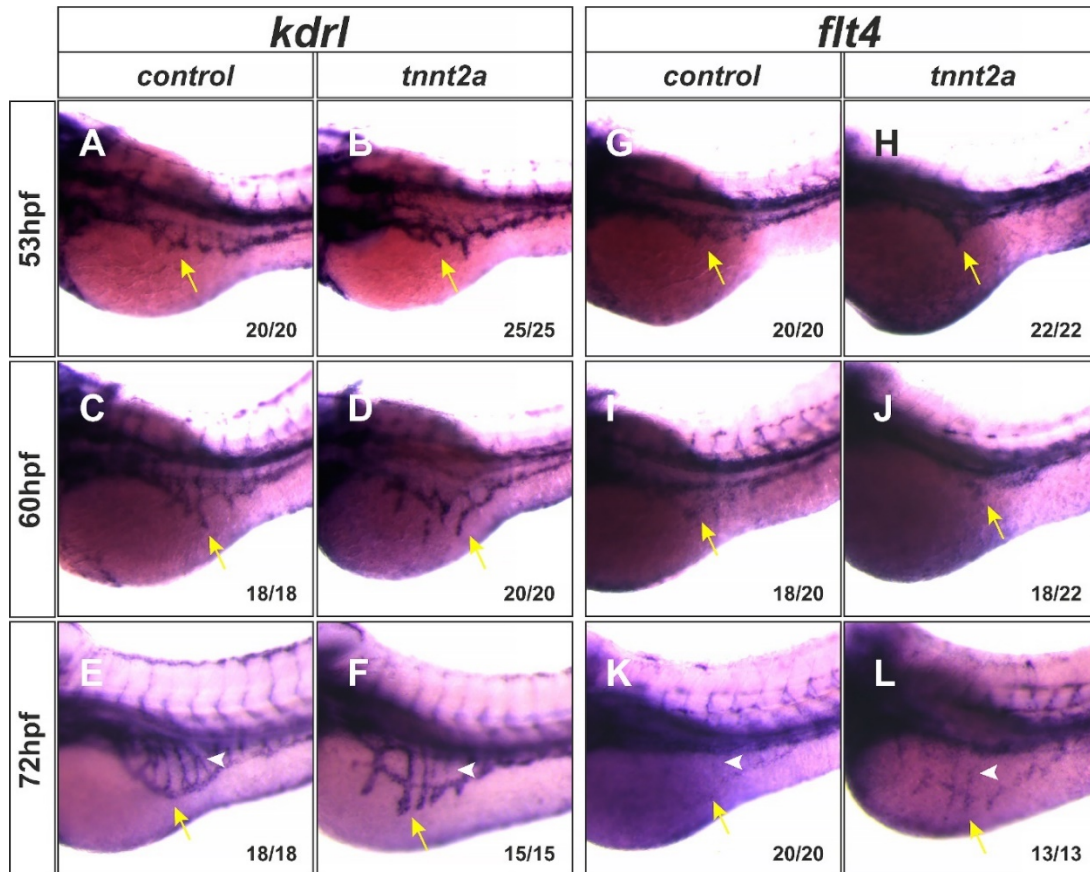 kdrl flt4
control tnnt2a control tnnt2a
53hpf
A B G H
20/20 25/25 20/20 22/22
60hpf
C D I J
18/18 20/20 18/20 18/22
72hpf
E F K L
18/18 15/15 20/20 13/13